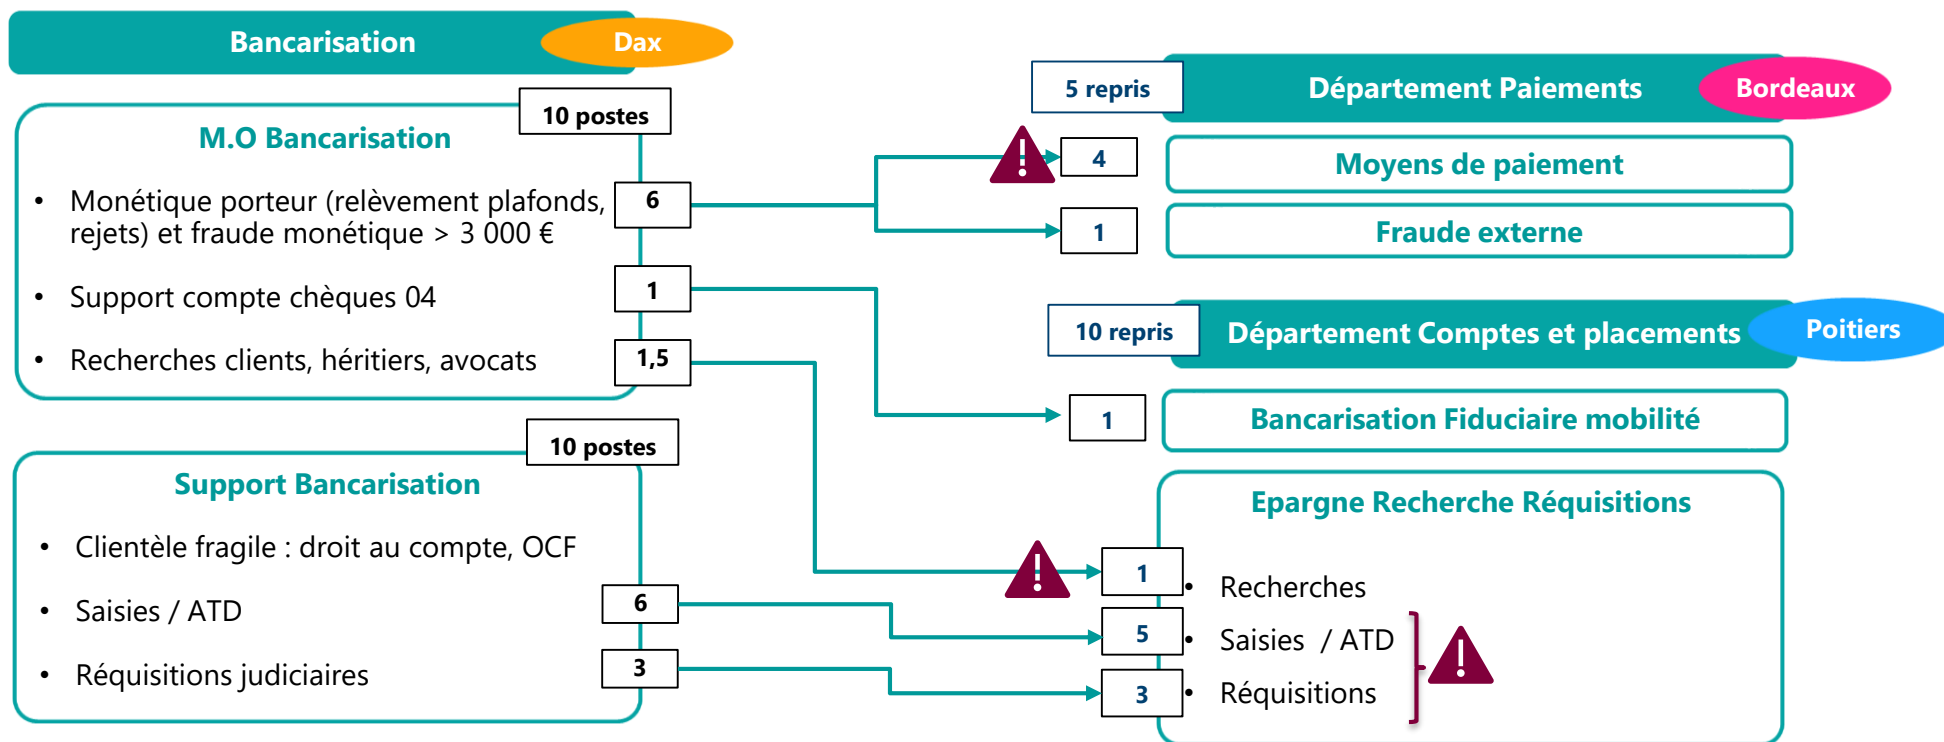 Bancarisation
Dax
10 postes
M.O Bancarisation
• Monétique porteur (relèvement plafonds,
rejets) et fraude monétique > 3 000 €
6
• Support compte chèques 04
1
• Recherches clients, héritiers, avocats
1,5
10 postes
Support Bancarisation
• Clientèle fragile : droit au compte, OCF
• Saisies / ATD
6
• Réquisitions judiciaires
3
5 repris
Département Paiements
Bordeaux
4
Moyens de paiement
1
Fraude externe
10 repris
Département Comptes et placements
Poitiers
1
Bancarisation Fiduciaire mobilité
Epargne Recherche Réquisitions
1
• Recherches
5
• Saisies / ATD
3
• Réquisitions